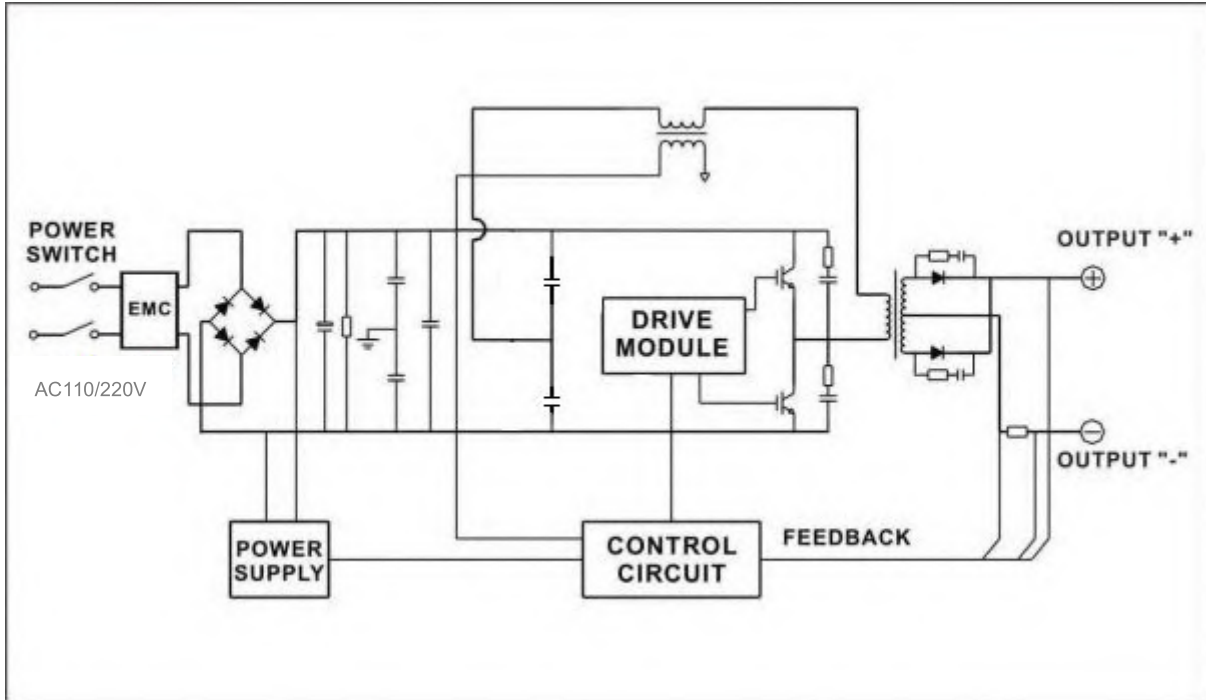 POWER
SWITCH
EMC
AC110/220V
DRIVE
MODULE
OUTPUT "+"
OUTPUT "-"
POWER
SUPPLY
CONTROL
CIRCUIT
FEEDBACK